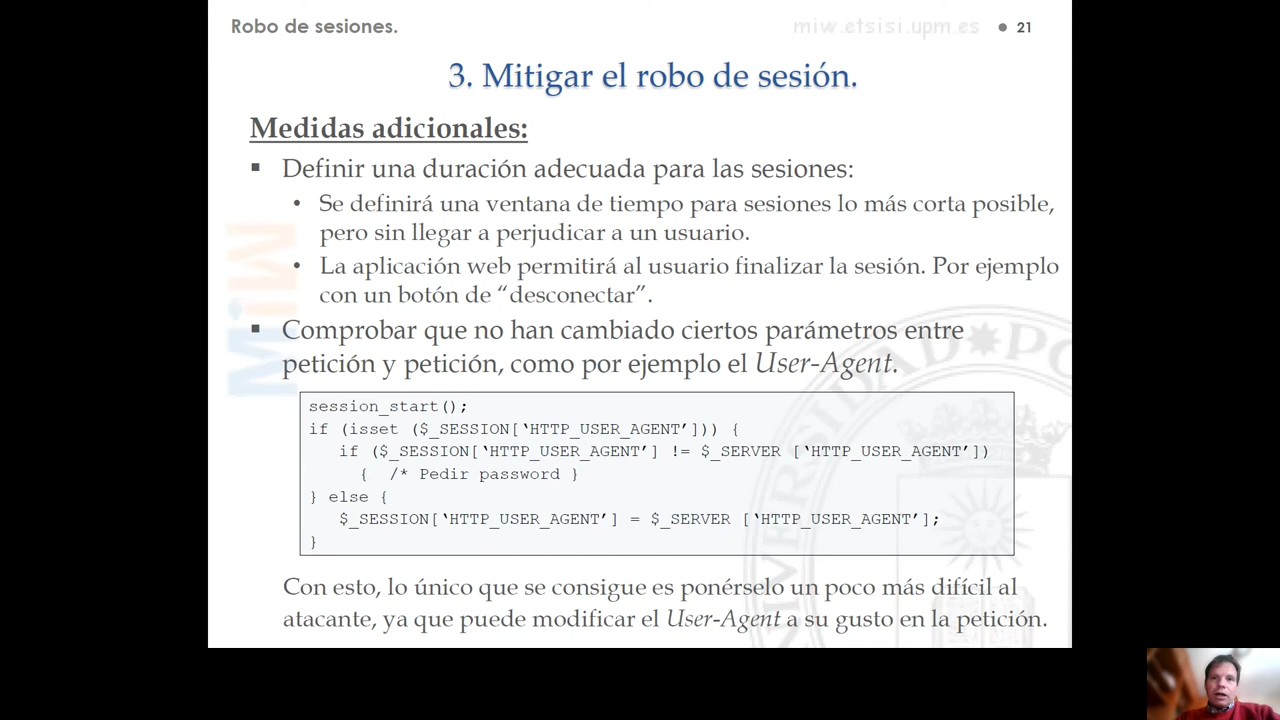 Robo de sesiones.
miw.etsisi.upm.es
21
3. Mitigar el robo de sesión.
Medidas adicionales:
▪ Definir una duración adecuada para las sesiones:
• Se definirá una ventana de tiempo para sesiones lo más corta posible,
pero sin llegar a perjudicar a un usuario.
• La aplicación web permitirá al usuario finalizar la sesión. Por ejemplo
con un botón de “desconectar”.
▪ Comprobar que no han cambiado ciertos parámetros entre
petición y petición, como por ejemplo el User-Agent.
session_start();
if (isset ($_SESSION[‘HTTP_USER_AGENT’])) {
if ($_SESSION[‘HTTP_USER_AGENT’] != $_SERVER [‘HTTP_USER_AGENT’])
{ /* Pedir password }
} else {
$_SESSION[‘HTTP_USER_AGENT’] = $_SERVER [‘HTTP_USER_AGENT’];
}
Con esto, lo único que se consigue es ponérselo un poco más difícil al
atacante, ya que puede modificar el User-Agent a su gusto en la petición.
MiW
UNIVERSIDAD PO